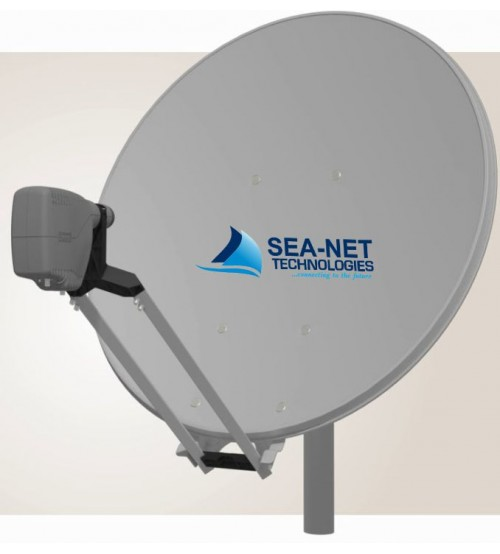 SEA-NET
TECHNOLOGIES
...connecting to the future